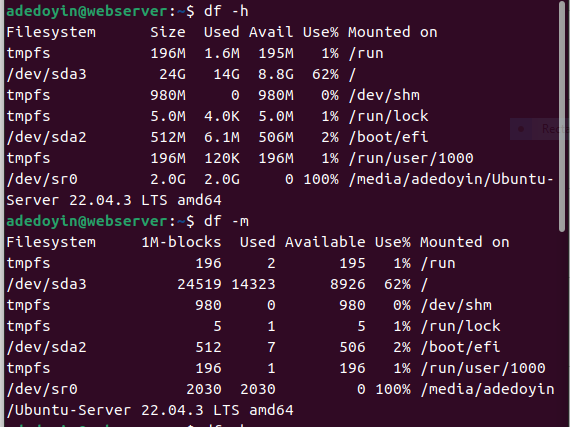 adedoyin@webserver:~$ df -h
Filesystem      Size  Used Avail Use% Mounted on
tmpfs           196M  1.6M  195M   1% /run
/dev/sda3        24G   14G  8.8G  62% /
tmpfs           980M     0  980M   0% /dev/shm
tmpfs           5.0M  4.0K  5.0M   1% /run/lock
/dev/sda2       512M  6.1M  506M   2% /boot/efi
tmpfs           196M  120K  196M   1% /run/user/1000
/dev/sr0        2.0G  2.0G     0 100% /media/adedoyin/Ubuntu-
Server 22.04.3 LTS amd64
adedoyin@webserver:~$ df -m
Filesystem     1M-blocks  Used Available Use% Mounted on
tmpfs                196     2       195   1% /run
/dev/sda3          24519 14323      8926  62% /
tmpfs                980     0       980   0% /dev/shm
tmpfs                  5     1         5   1% /run/lock
/dev/sda2            512     7       506   2% /boot/efi
tmpfs                196     1       196   1% /run/user/1000
/dev/sr0            2030  2030         0 100% /media/adedoyin
/Ubuntu-Server 22.04.3 LTS amd64